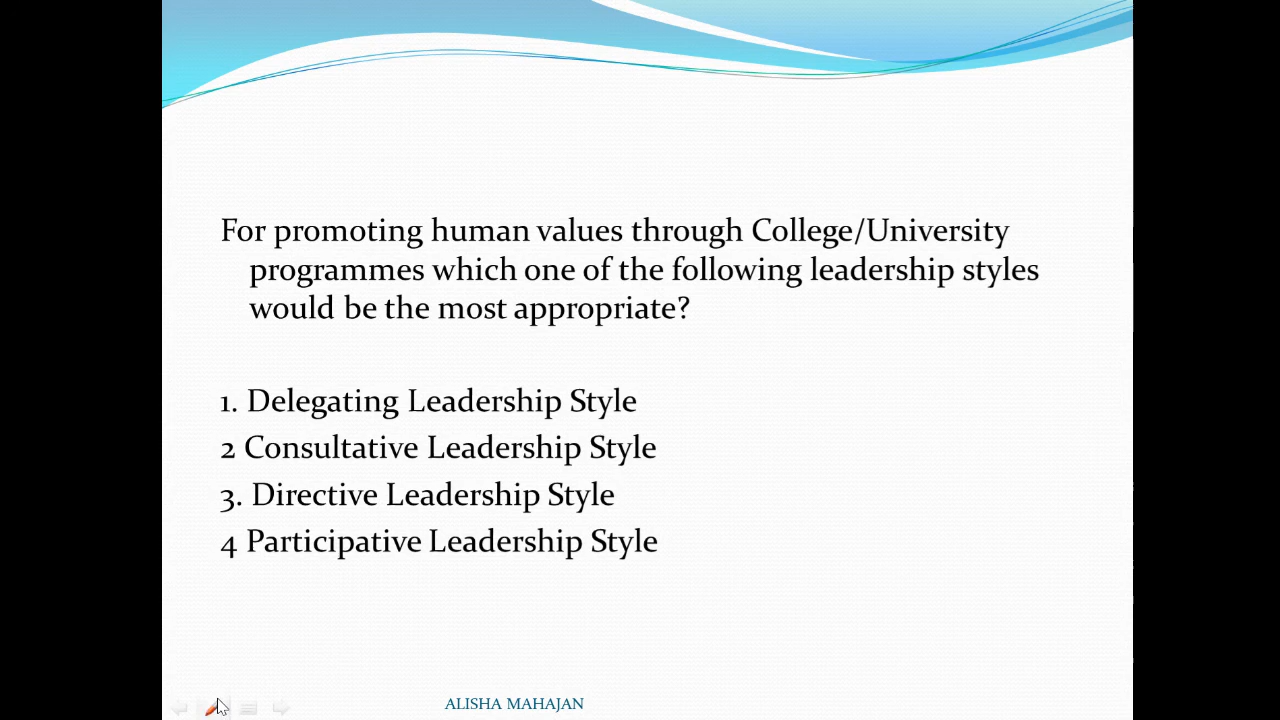 For promoting human values through College/University
programmes which one of the following leadership styles
would be the most appropriate?
1. Delegating Leadership Style
2 Consultative Leadership Style
3. Directive Leadership Style
4 Participative Leadership Style
ALISHA MAHAJAN